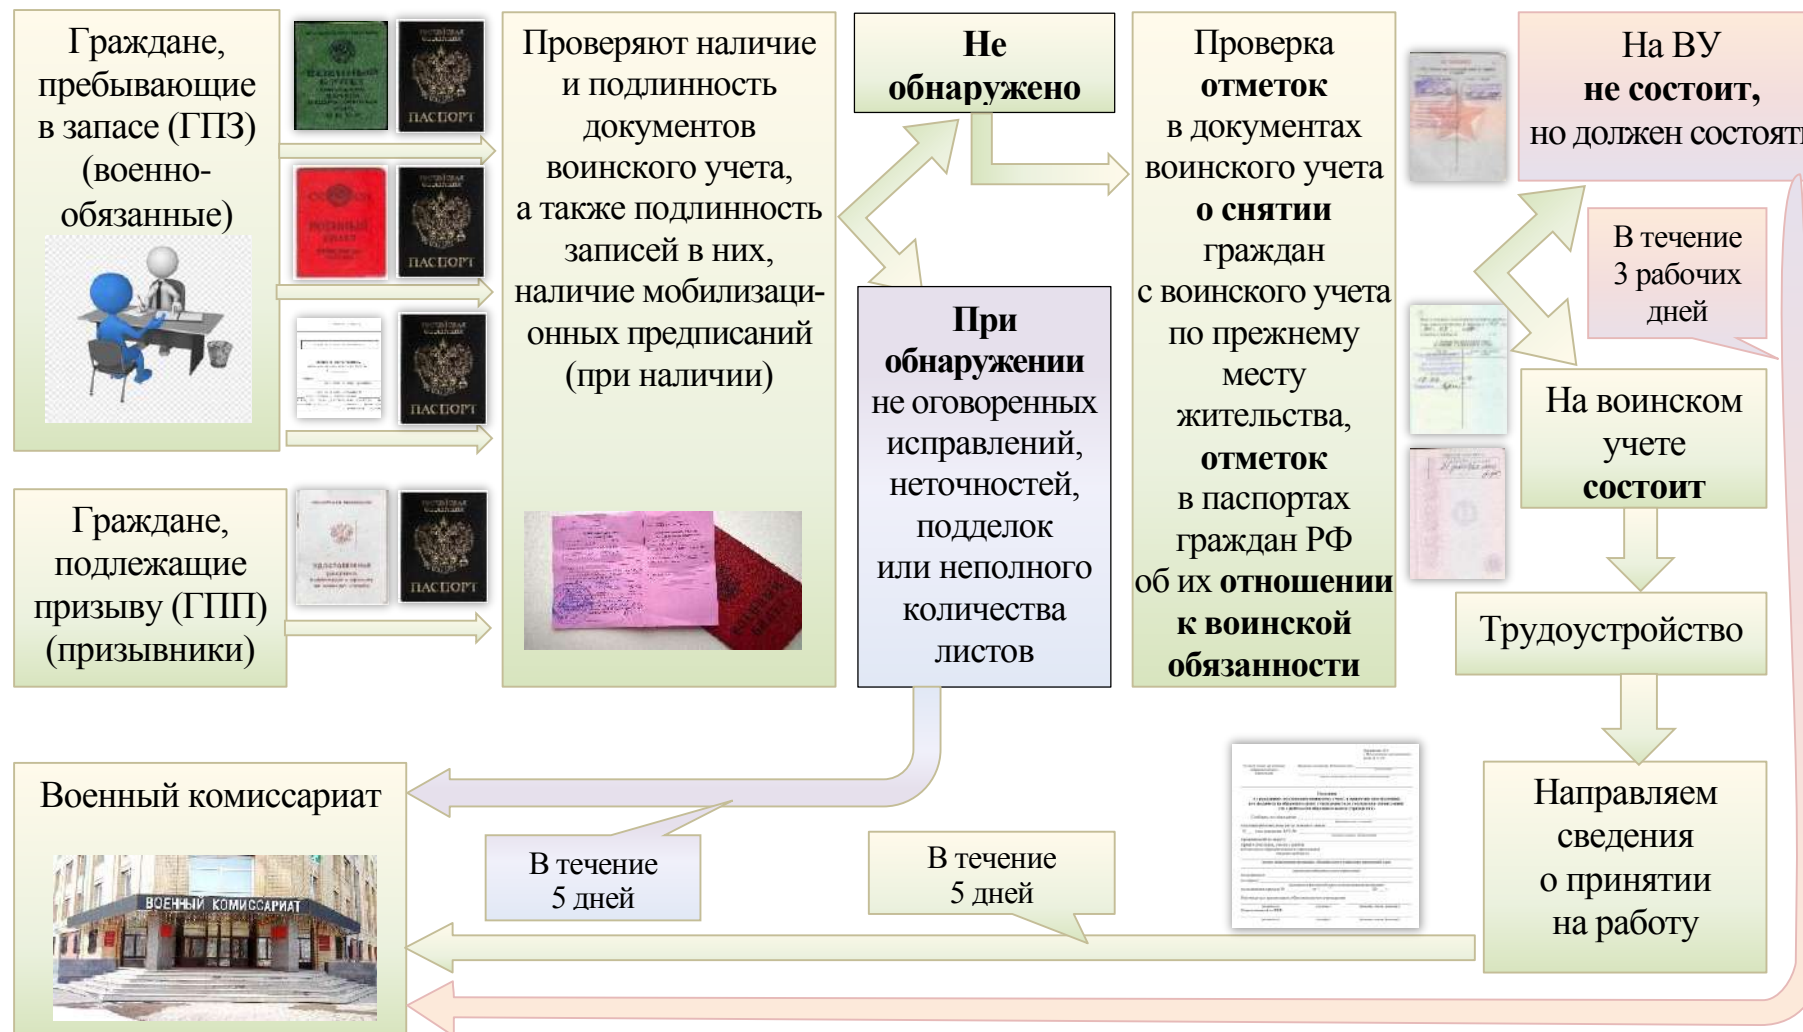 Граждане,
пребывающие
в запасе (ГПЗ)
(военно-
обязанные)
ПАСПОРТ
ПАСПОРТ
ПАСПОРТ
Граждане,
подлежащие
призыву (ГПП)
(призывники)
ПАСПОРТ
Проверяют наличие
и подлинность
документов
воинского учета,
а также подлинность
записей в них,
наличие мобилизаци-
онных предписаний
(при наличии)
Не
обнаружено
При
обнаружении
не оговоренных
исправлений,
неточностей,
подделок
или неполного
количества
листов
Проверка
отметок
в документах
воинского учета
о снятии
граждан
с воинского учета
по прежнему
месту
жительства,
отметок
в паспортах
граждан РФ
об их отношении
к воинской
обязанности
На ВУ
не состоит,
но должен состоять
В течение
3 рабочих
дней
На воинском
учете
состоит
Трудоустройство
Направляем
сведения
о принятии
на работу
В течение
5 дней
В течение
5 дней
Военный комиссариат
ВОЕННЫЙ КОМИССАРИАТ